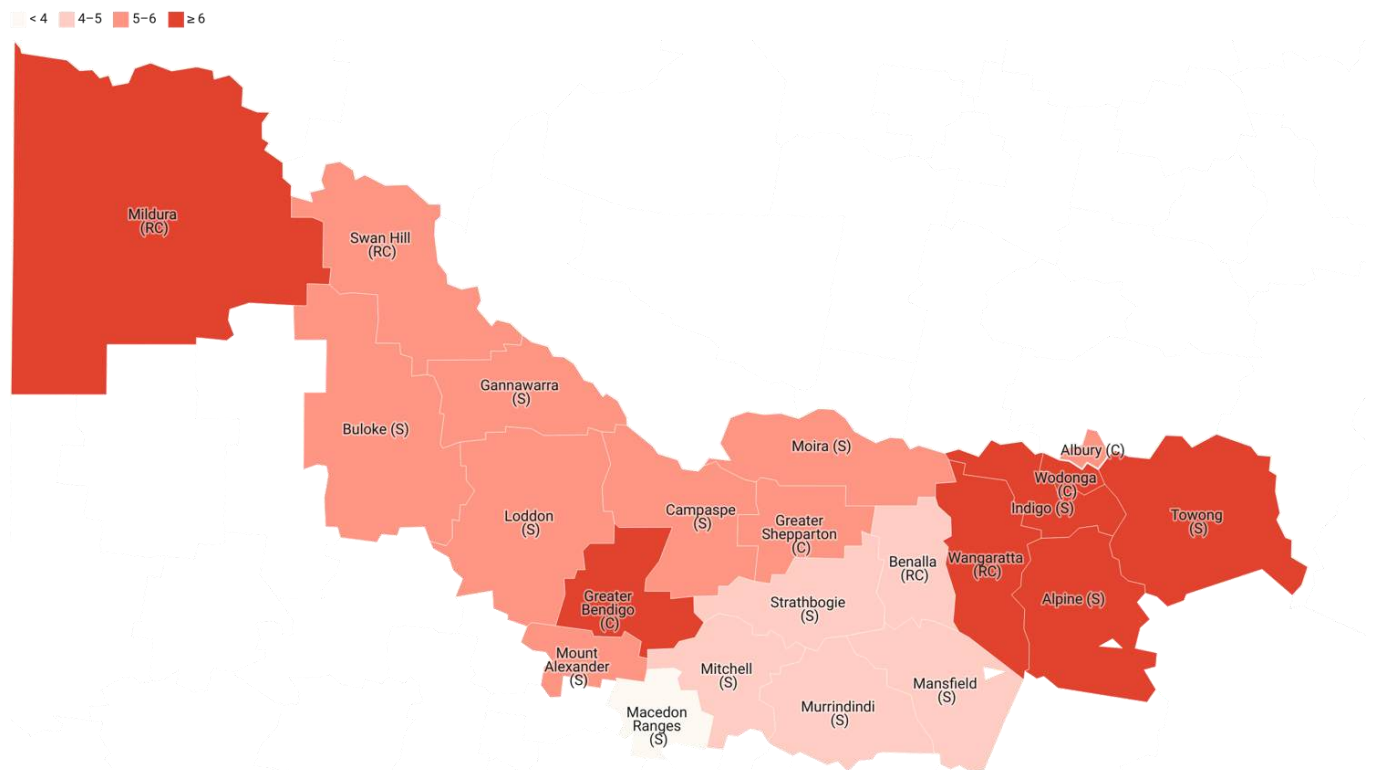 < 4 4–5 5–6 ≥ 6
Mildura
(RC)
Swan Hill
(RC)
Gannawarra
(S)
Buloke (S)
Moira (S)
Albury (C)
Wodonga
(C)
Indigo (S)
Loddon
(S)
Campaspe
(S)
Greater
Shepparton
(C)
Towong
(S)
Benalla
(RC)
Wangaratta
(RC)
Alpine (S)
Greater
Bendigo
(C)
Strathbogie
(S)
Mount
Alexander
(S)
Mitchell
(S)
Mansfield
(S)
Murrindindi
(S)
Macedon
Ranges
(S)